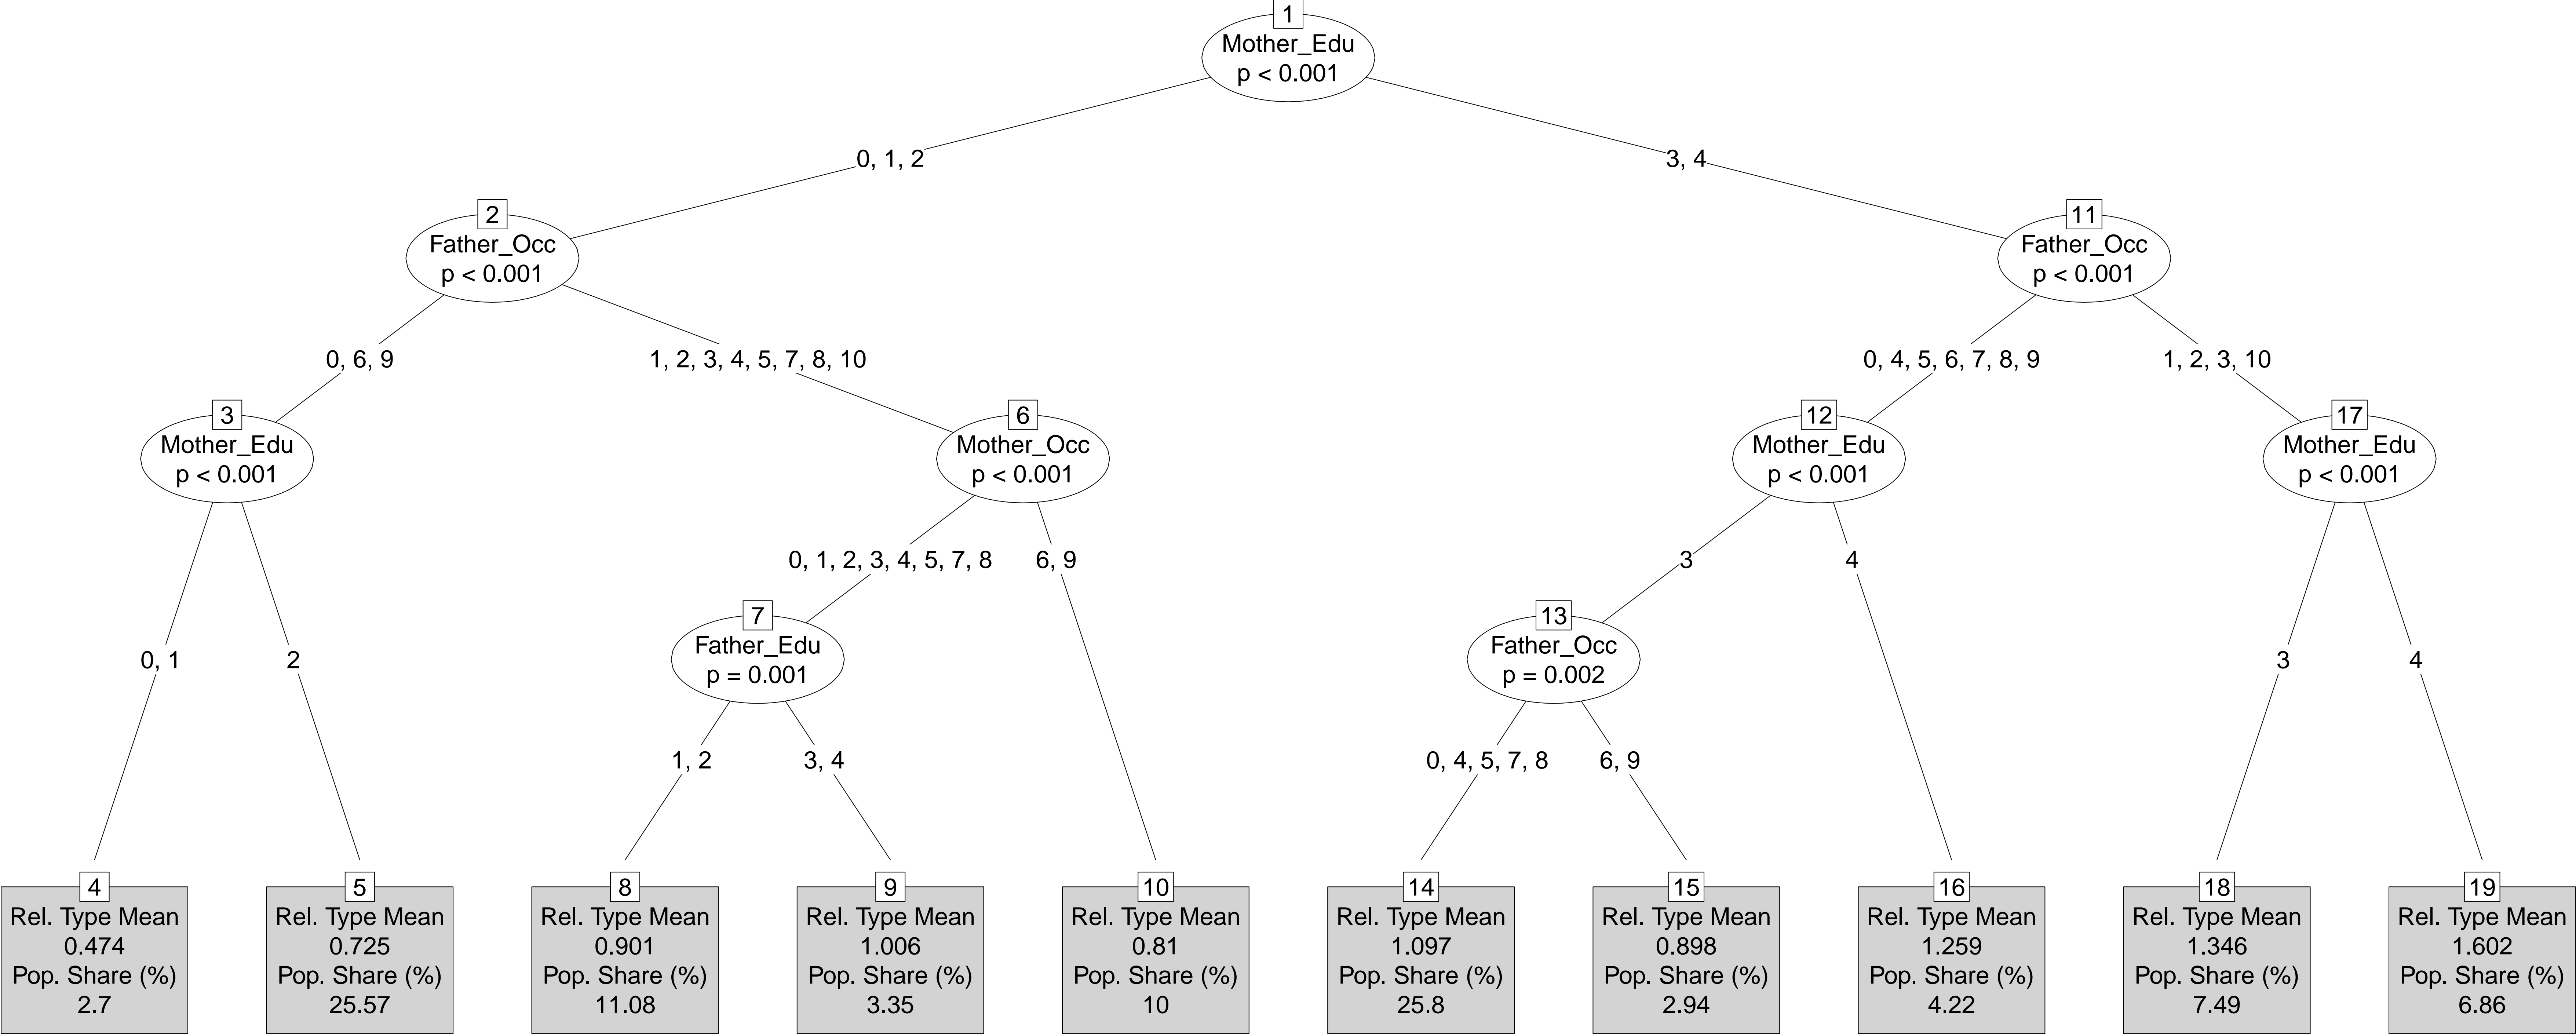 1
Mother_Edu
p < 0.001
0, 1, 2
3, 4
2
Father_Occ
p < 0.001
11
Father_Occ
p < 0.001
0, 6, 9
1, 2, 3, 4, 5, 7, 8, 10
0, 4, 5, 6, 7, 8, 9
1, 2, 3, 10
3
Mother_Edu
p < 0.001
6
Mother_Occ
p < 0.001
12
Mother_Edu
p < 0.001
17
Mother_Edu
p < 0.001
0, 1, 2, 3, 4, 5, 7, 8
6, 9
3
4
7
Father_Edu
p = 0.001
13
Father_Occ
p = 0.002
0, 1
2
3
4
1, 2
3, 4
0, 4, 5, 7, 8
6, 9
4
Rel. Type Mean
0.474
Pop. Share (%)
2.7
5
Rel. Type Mean
0.725
Pop. Share (%)
25.57
8
Rel. Type Mean
0.901
Pop. Share (%)
11.08
9
Rel. Type Mean
1.006
Pop. Share (%)
3.35
10
Rel. Type Mean
0.81
Pop. Share (%)
10
14
Rel. Type Mean
1.097
Pop. Share (%)
25.8
15
Rel. Type Mean
0.898
Pop. Share (%)
2.94
16
Rel. Type Mean
1.259
Pop. Share (%)
4.22
18
Rel. Type Mean
1.346
Pop. Share (%)
7.49
19
Rel. Type Mean
1.602
Pop. Share (%)
6.86